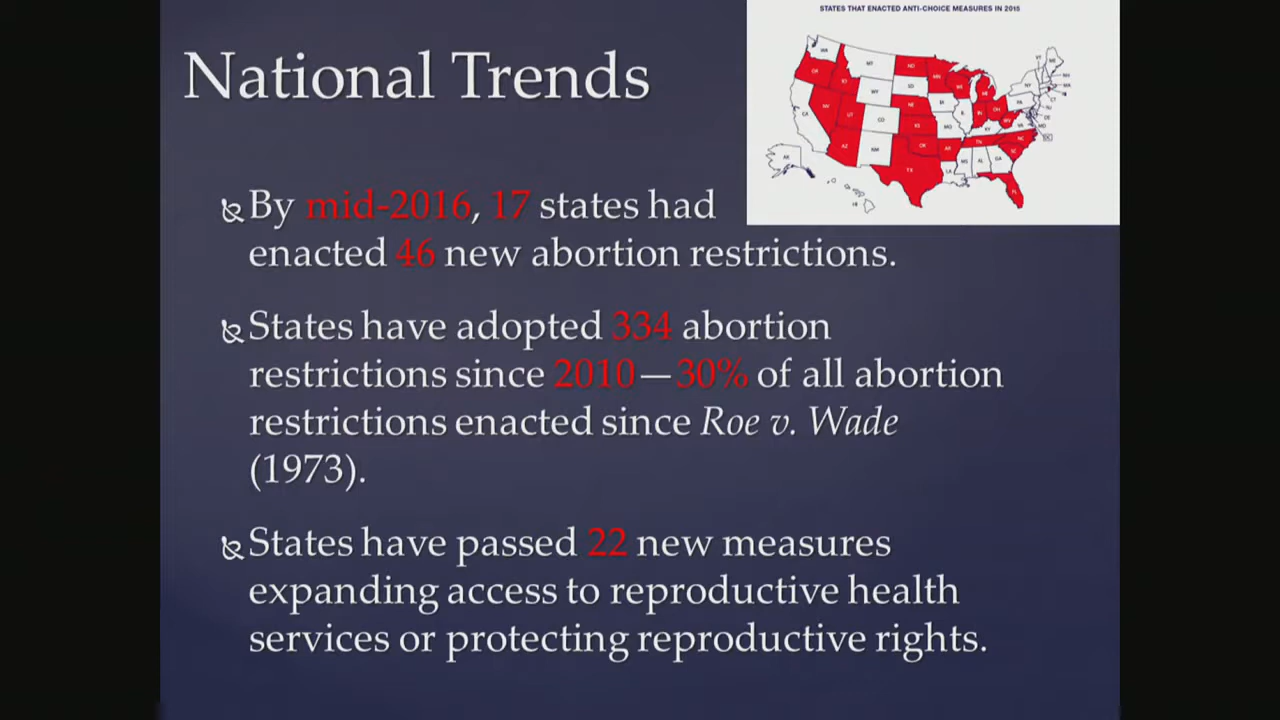 STATES THAT ENACTED ANTI-CHOICE MEASURES IN 2015
National Trends
By mid-2016, 17 states had
enacted 46 new abortion restrictions.
States have adopted 334 abortion
restrictions since 2010—30% of all abortion
restrictions enacted since Roe v. Wade
(1973).
States have passed 22 new measures
expanding access to reproductive health
services or protecting reproductive rights.